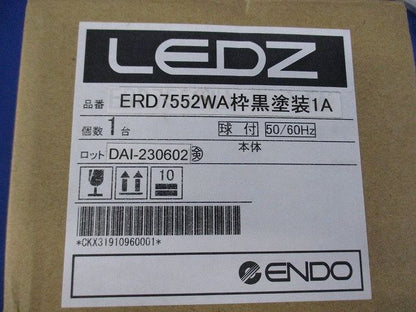 LEDZ
品番 ERD7552WA枠黒塗装1A
個数 1 台 球 付 50/60Hz
本体
ロット DAI-230602 検
10
*CKX31910960001*
ENDO